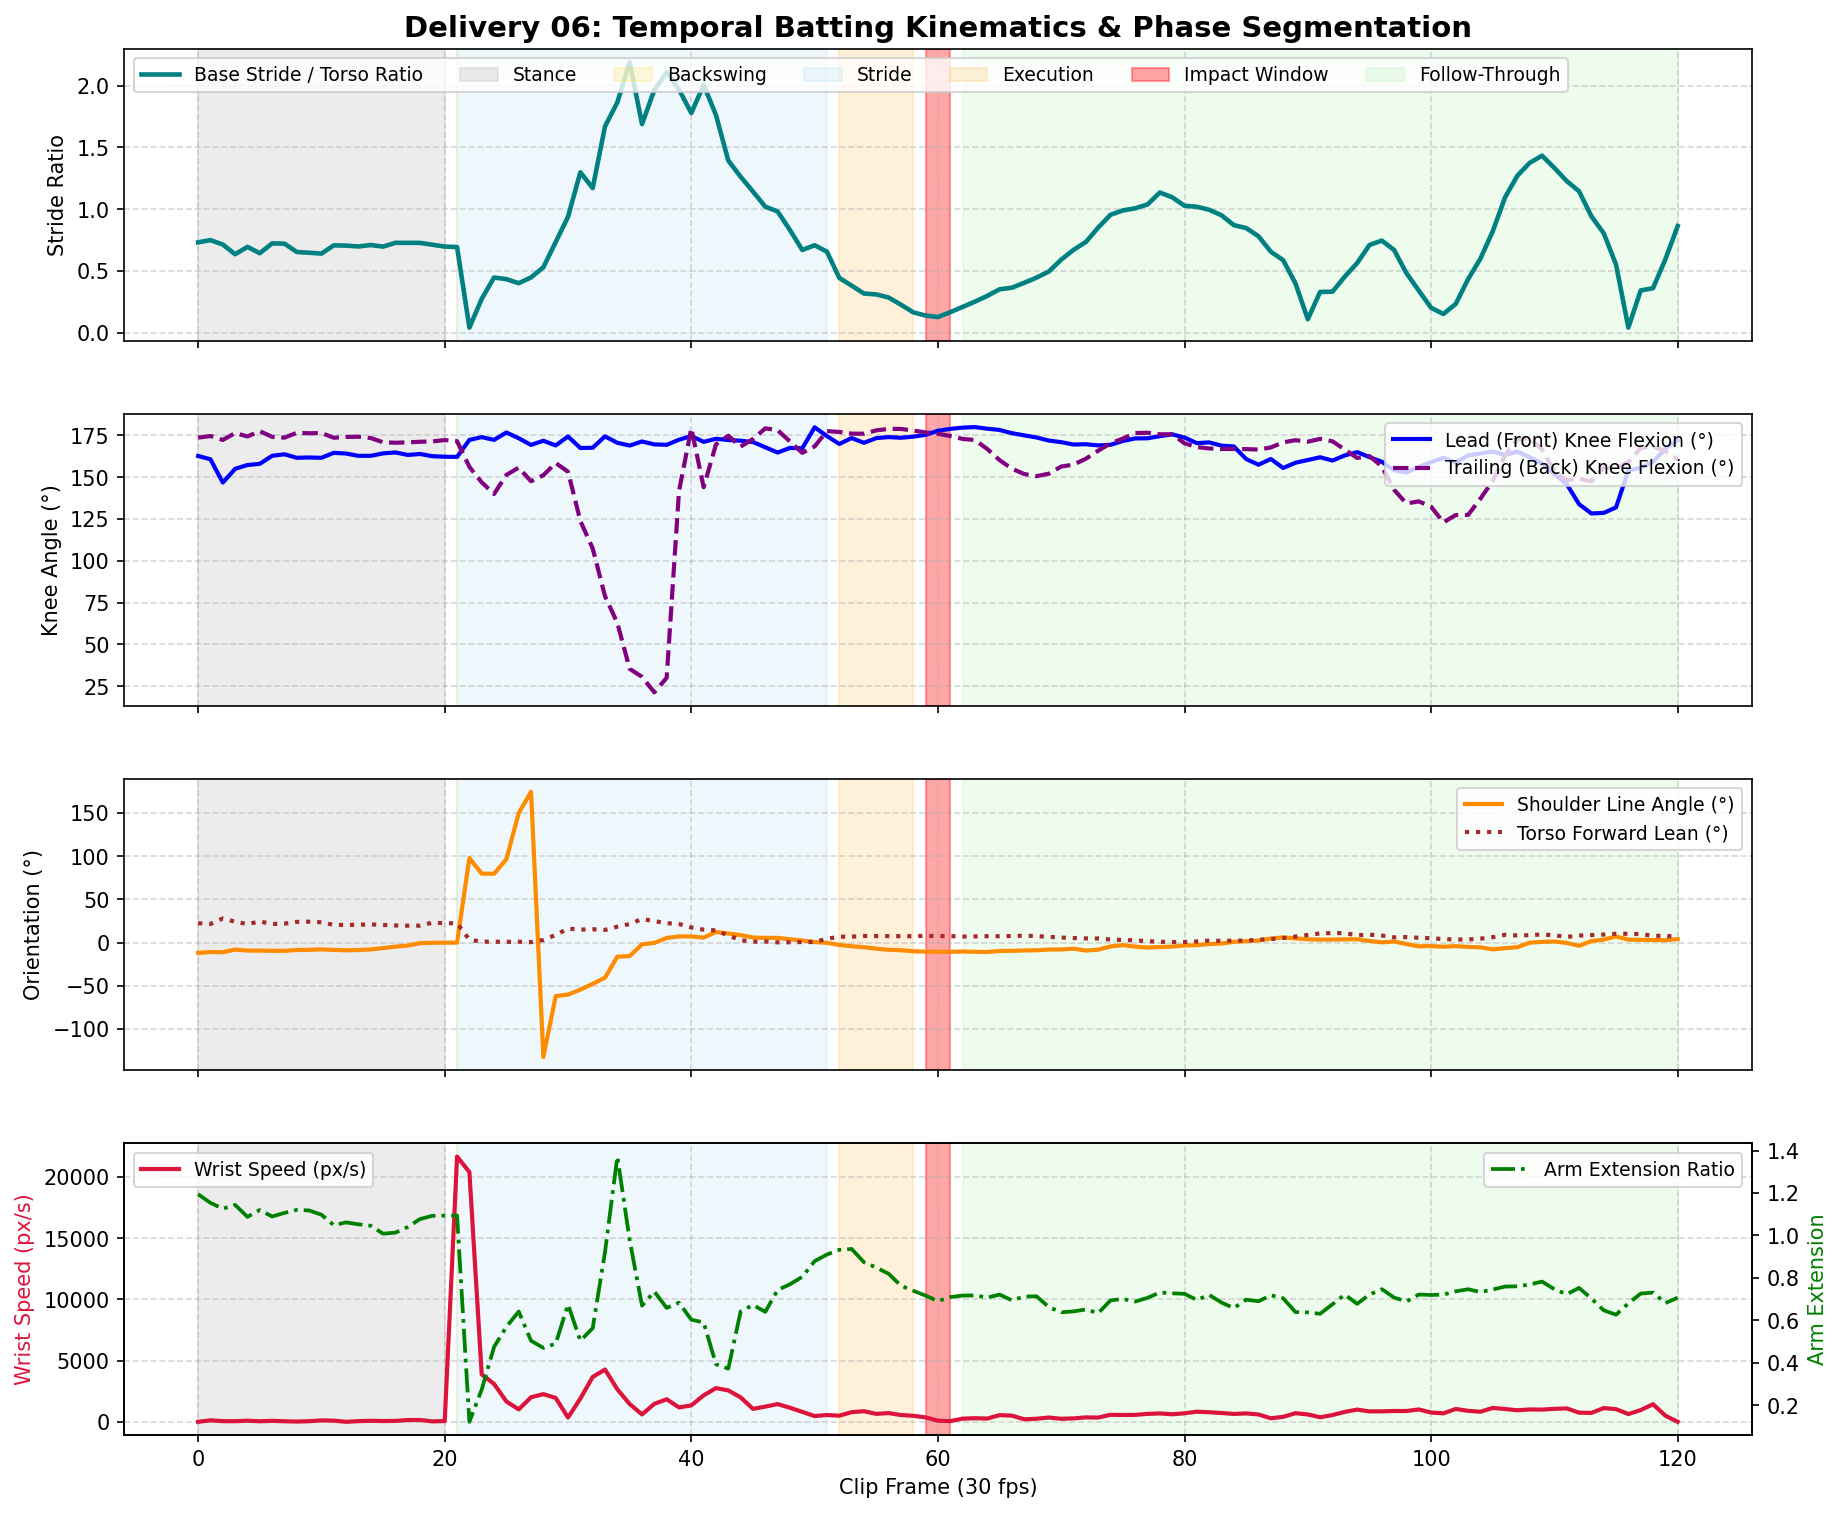 Delivery 06: Temporal Batting Kinematics & Phase Segmentation
Base Stride / Torso Ratio Stance Backswing Stride Execution Impact Window Follow-Through
Stride Ratio
2.0
1.5
1.0
0.5
0.0
Lead (Front) Knee Flexion (°)
Trailing (Back) Knee Flexion (°)
Knee Angle (°)
175
150
125
100
75
50
25
Shoulder Line Angle (°)
Torso Forward Lean (°)
Orientation (°)
150
100
50
0
−50
−100
Wrist Speed (px/s)
Arm Extension Ratio
Wrist Speed (px/s)
20000
15000
10000
5000
0
1.4
1.2
1.0
0.8
0.6
0.4
0.2
Arm Extension
0 20 40 60 80 100 120
Clip Frame (30 fps)